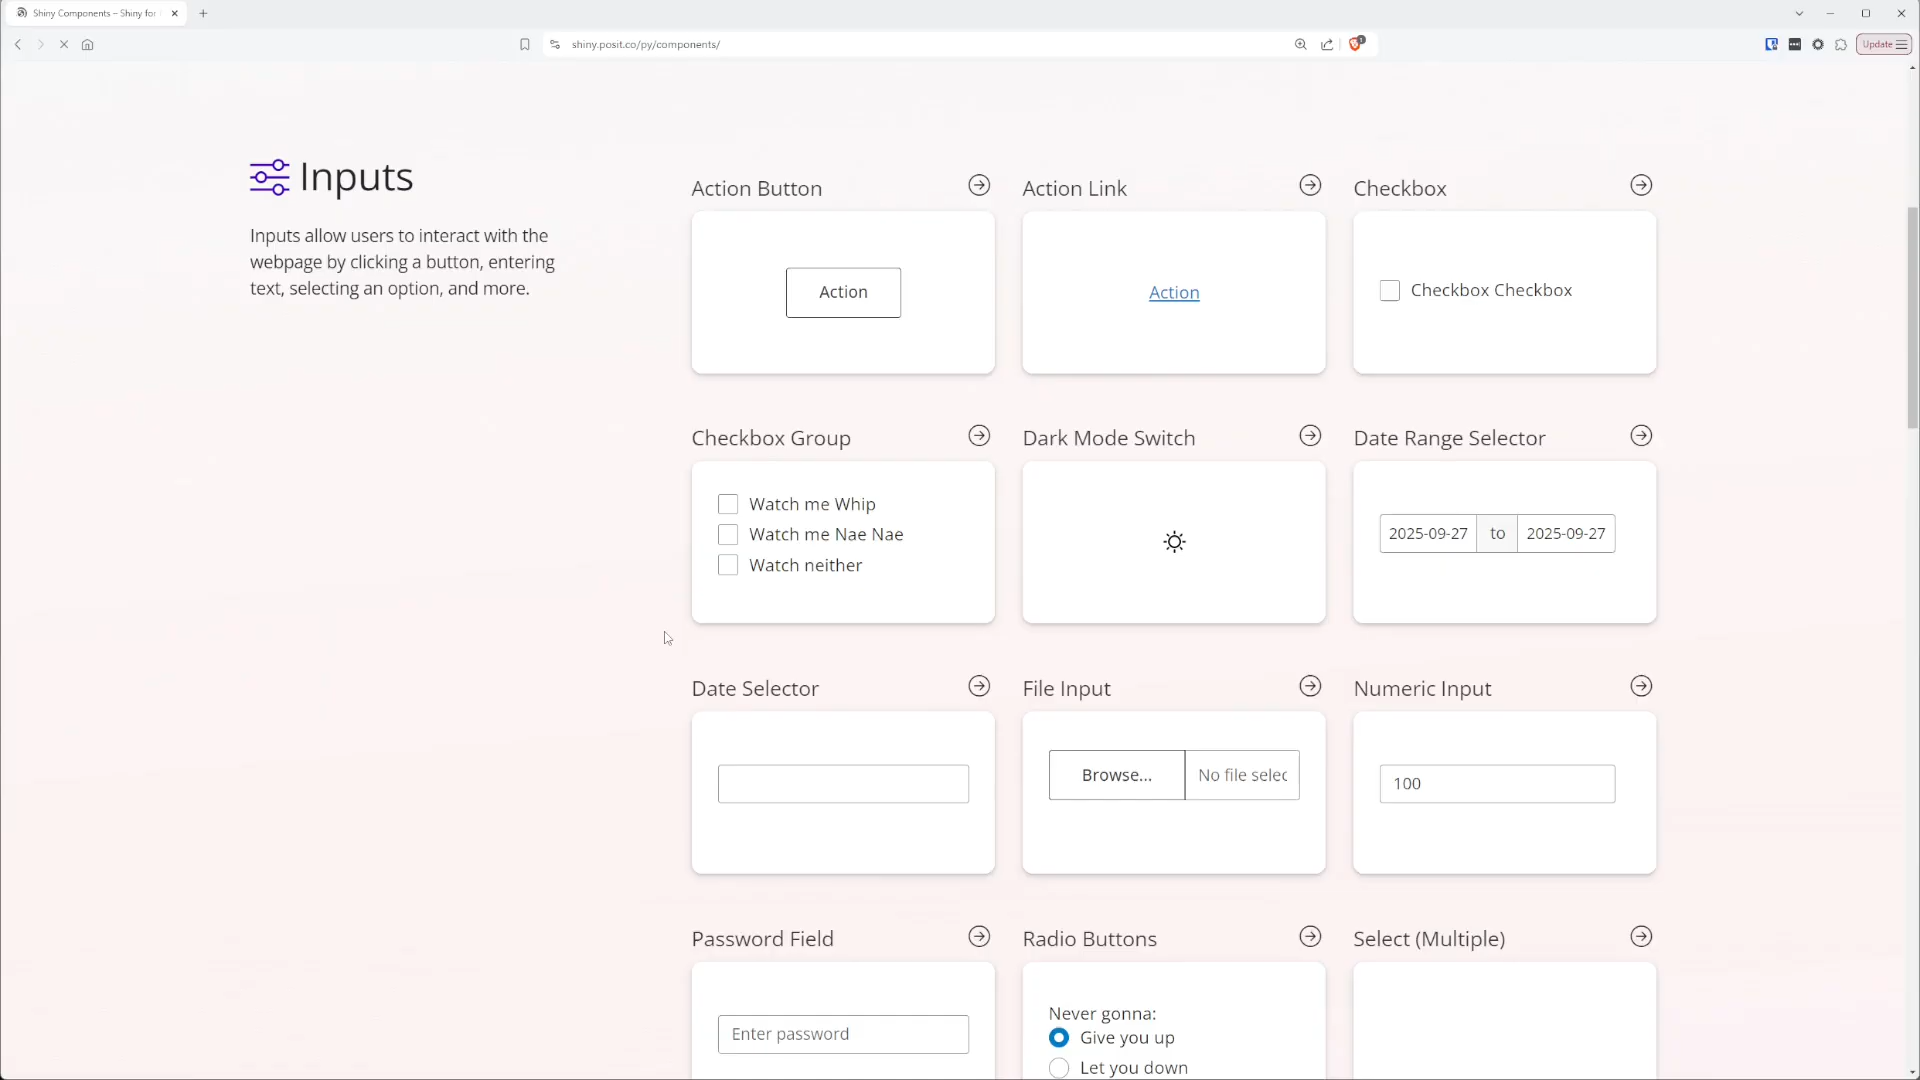 Shiny Components – Shiny for
shiny.posit.co/py/components/
1
Update
Inputs
Inputs allow users to interact with the
webpage by clicking a button, entering
text, selecting an option, and more.
Action Button
Action Link
Checkbox
Action
Action
Checkbox Checkbox
Checkbox Group
Dark Mode Switch
Date Range Selector
Watch me Whip
Watch me Nae Nae
Watch neither
2025-09-27 to 2025-09-27
Date Selector
File Input
Numeric Input
Browse...
No file selec
100
Password Field
Radio Buttons
Select (Multiple)
Enter password
Never gonna:
Give you up
Let you down